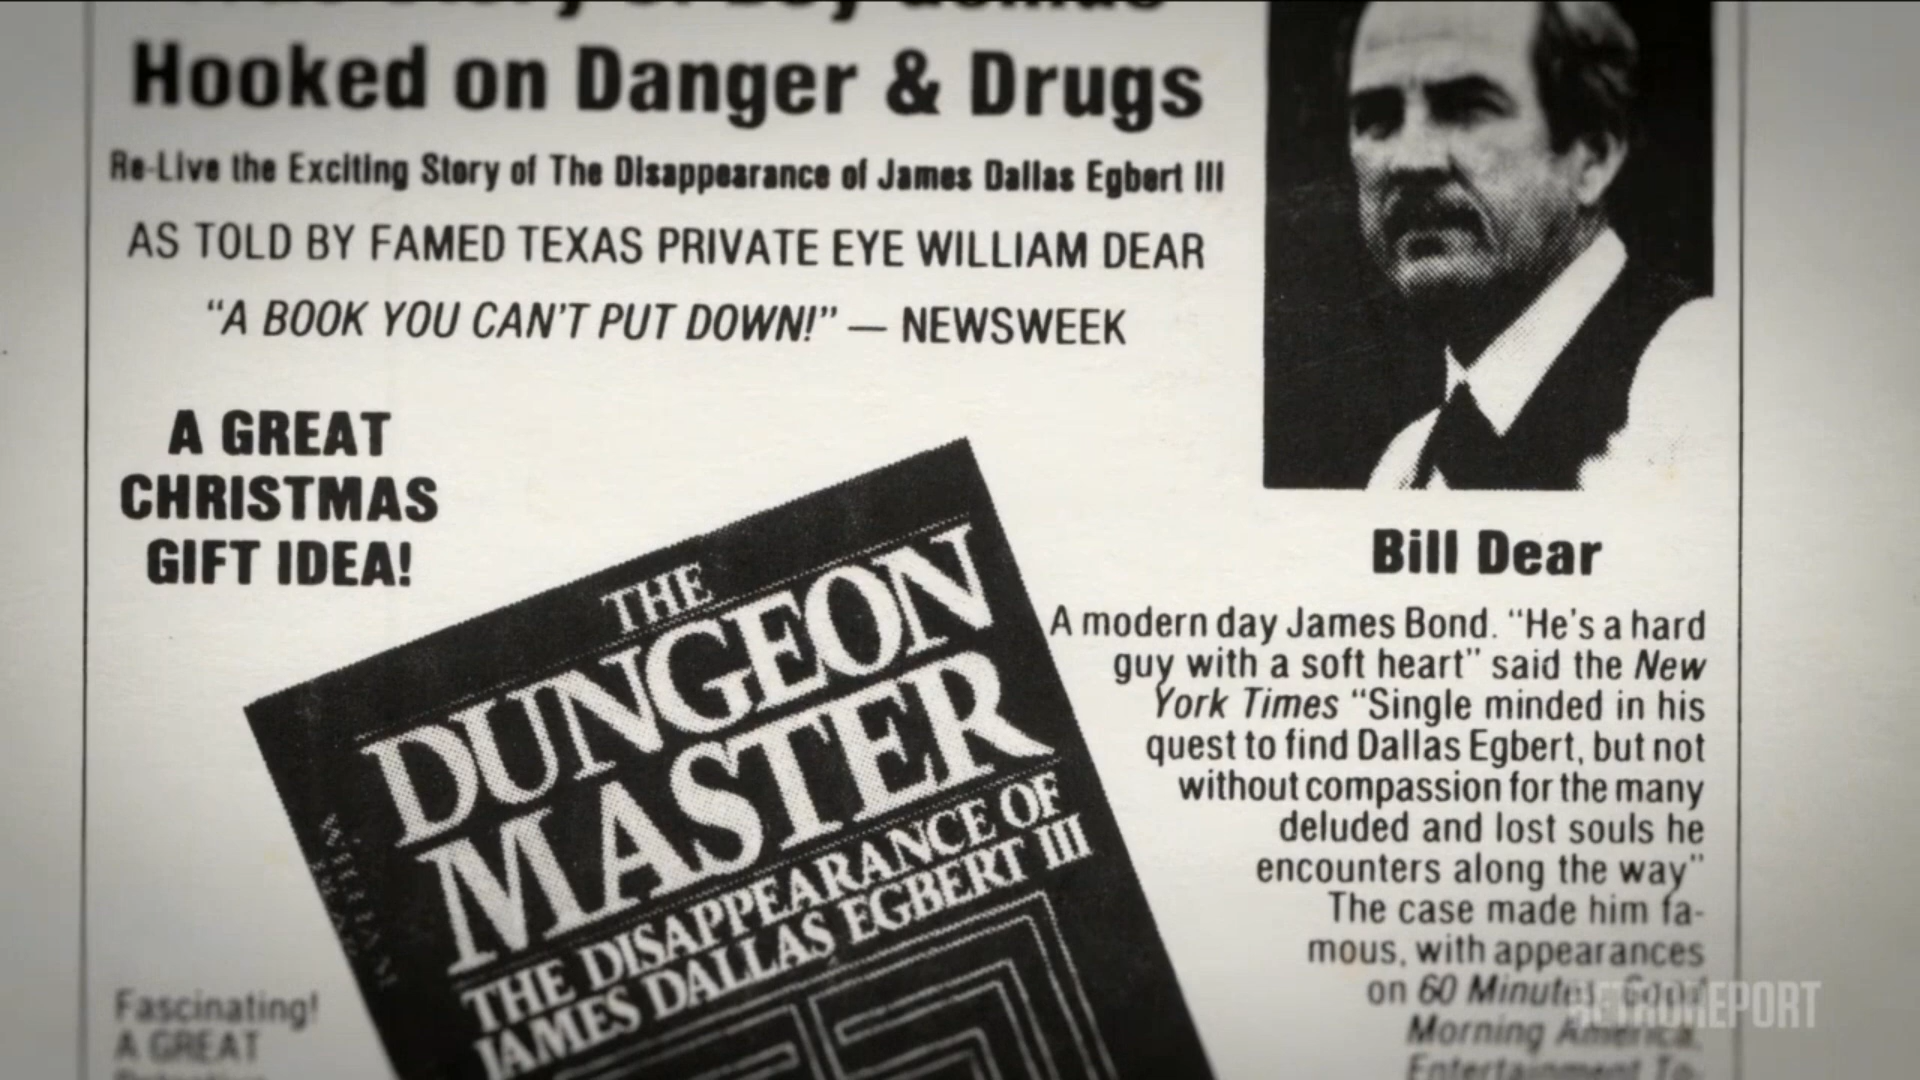 Hooked on Danger & Drugs
Re-Live the Exciting Story of The Disappearance of James Dallas Egbert III
AS TOLD BY FAMED TEXAS PRIVATE EYE WILLIAM DEAR
“A BOOK YOU CAN'T PUT DOWN!” — NEWSWEEK
A GREAT
CHRISTMAS
GIFT IDEA!
THE
DUNGEON
MASTER
THE DISAPPEARANCE OF
JAMES DALLAS EGBERT III
WILLIAM
DEAR
Bill Dear
A modern day James Bond. “He's a hard
guy with a soft heart” said the New
York Times “Single minded in his
quest to find Dallas Egbert, but not
without compassion for the many
deluded and lost souls he
encounters along the way”
The case made him fa-
mous, with appearances
on 60 Minutes, Good
Morning America,
Entertainment To-
Fascinating!
A GREAT
RETROREPORT